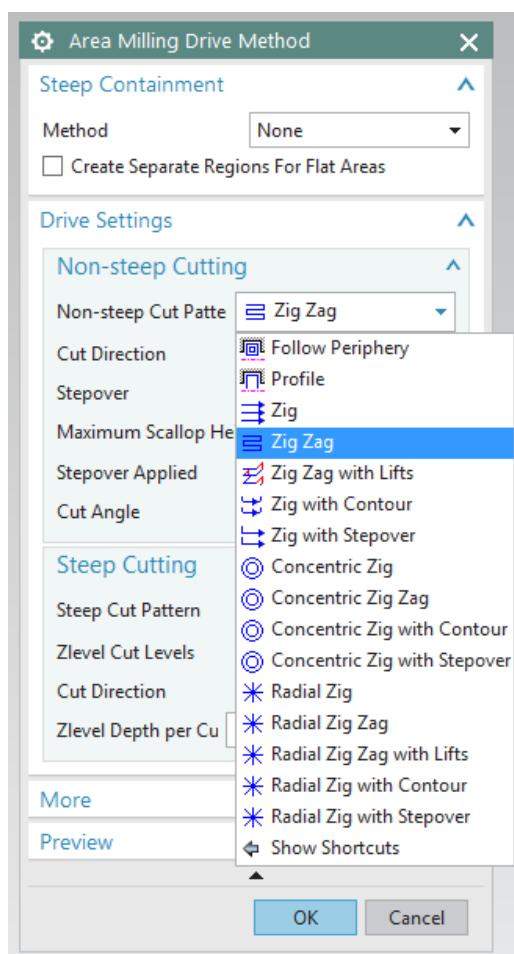 Area Milling Drive Method
Steep Containment
Method None
Create Separate Regions For Flat Areas
Drive Settings
Non-steep Cutting
Non-steep Cut Patte Zig Zag
Cut Direction
Stepover
Maximum Scallop He
Stepover Applied
Cut Angle
Follow Periphery
Profile
Zig
Zig Zag
Zig Zag with Lifts
Zig with Contour
Zig with Stepover
Concentric Zig
Concentric Zig Zag
Concentric Zig with Contour
Concentric Zig with Stepover
Radial Zig
Radial Zig Zag
Radial Zig Zag with Lifts
Radial Zig with Contour
Radial Zig with Stepover
Show Shortcuts
Steep Cutting
Steep Cut Pattern
Zlevel Cut Levels
Cut Direction
Zlevel Depth per Cu
More
Preview
OK Cancel